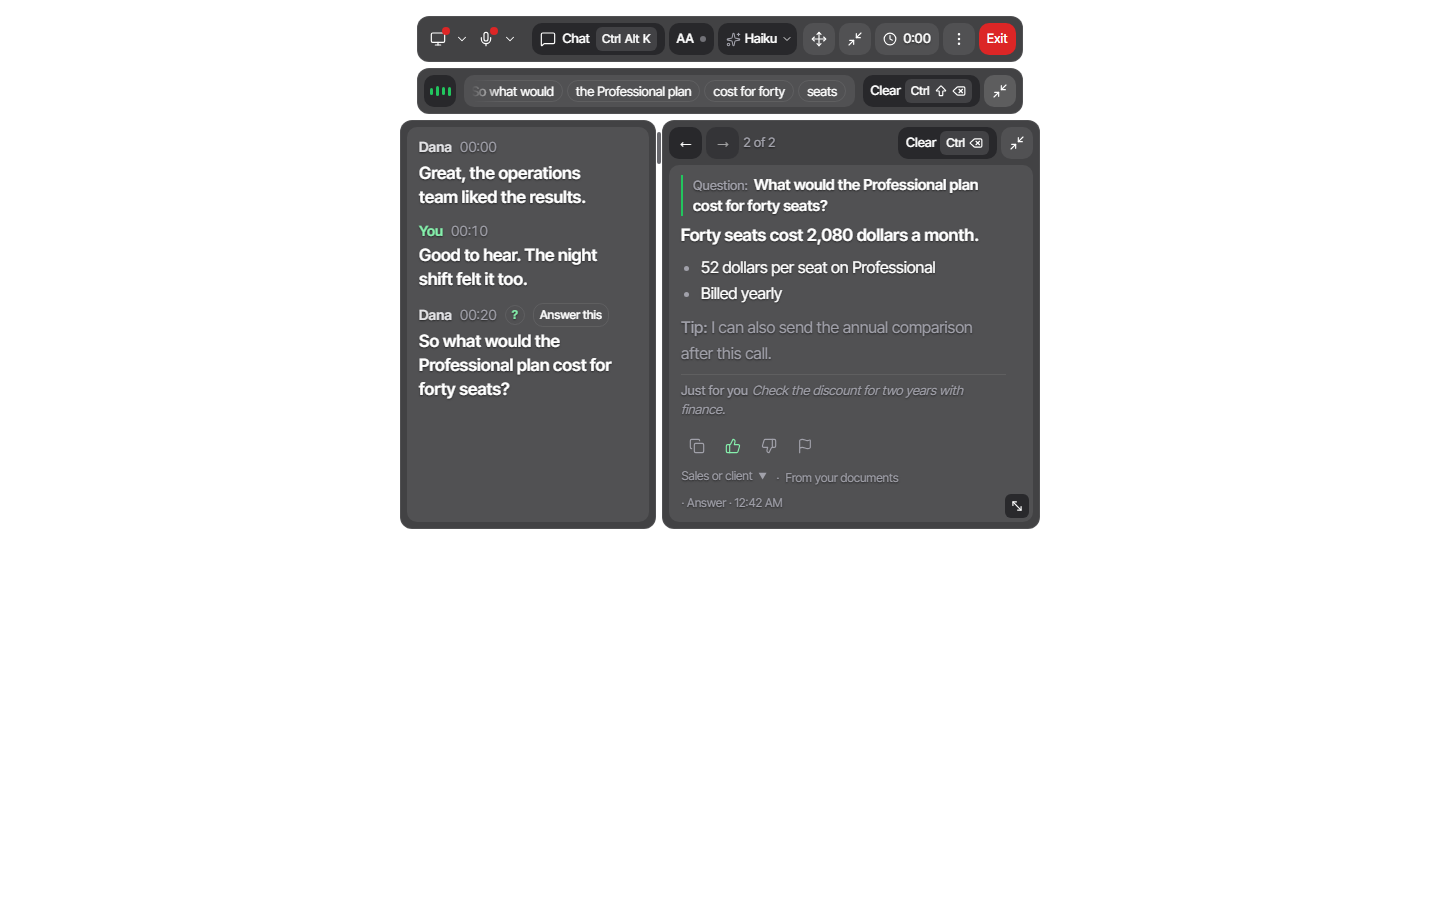 Chat Ctrl Alt K AA Haiku 0:00 Exit
So what would the Professional plan cost for forty seats Clear Ctrl
Dana 00:00
Great, the operations
team liked the results.
You 00:10
Good to hear. The night
shift felt it too.
Dana 00:20 ? Answer this
So what would the
Professional plan cost for
forty seats?
← → 2 of 2 Clear Ctrl
Question: What would the Professional plan
cost for forty seats?
Forty seats cost 2,080 dollars a month.
• 52 dollars per seat on Professional
• Billed yearly
Tip: I can also send the annual comparison
after this call.
Just for you Check the discount for two years with
finance.
Sales or client ▼ · From your documents
· Answer · 12:42 AM